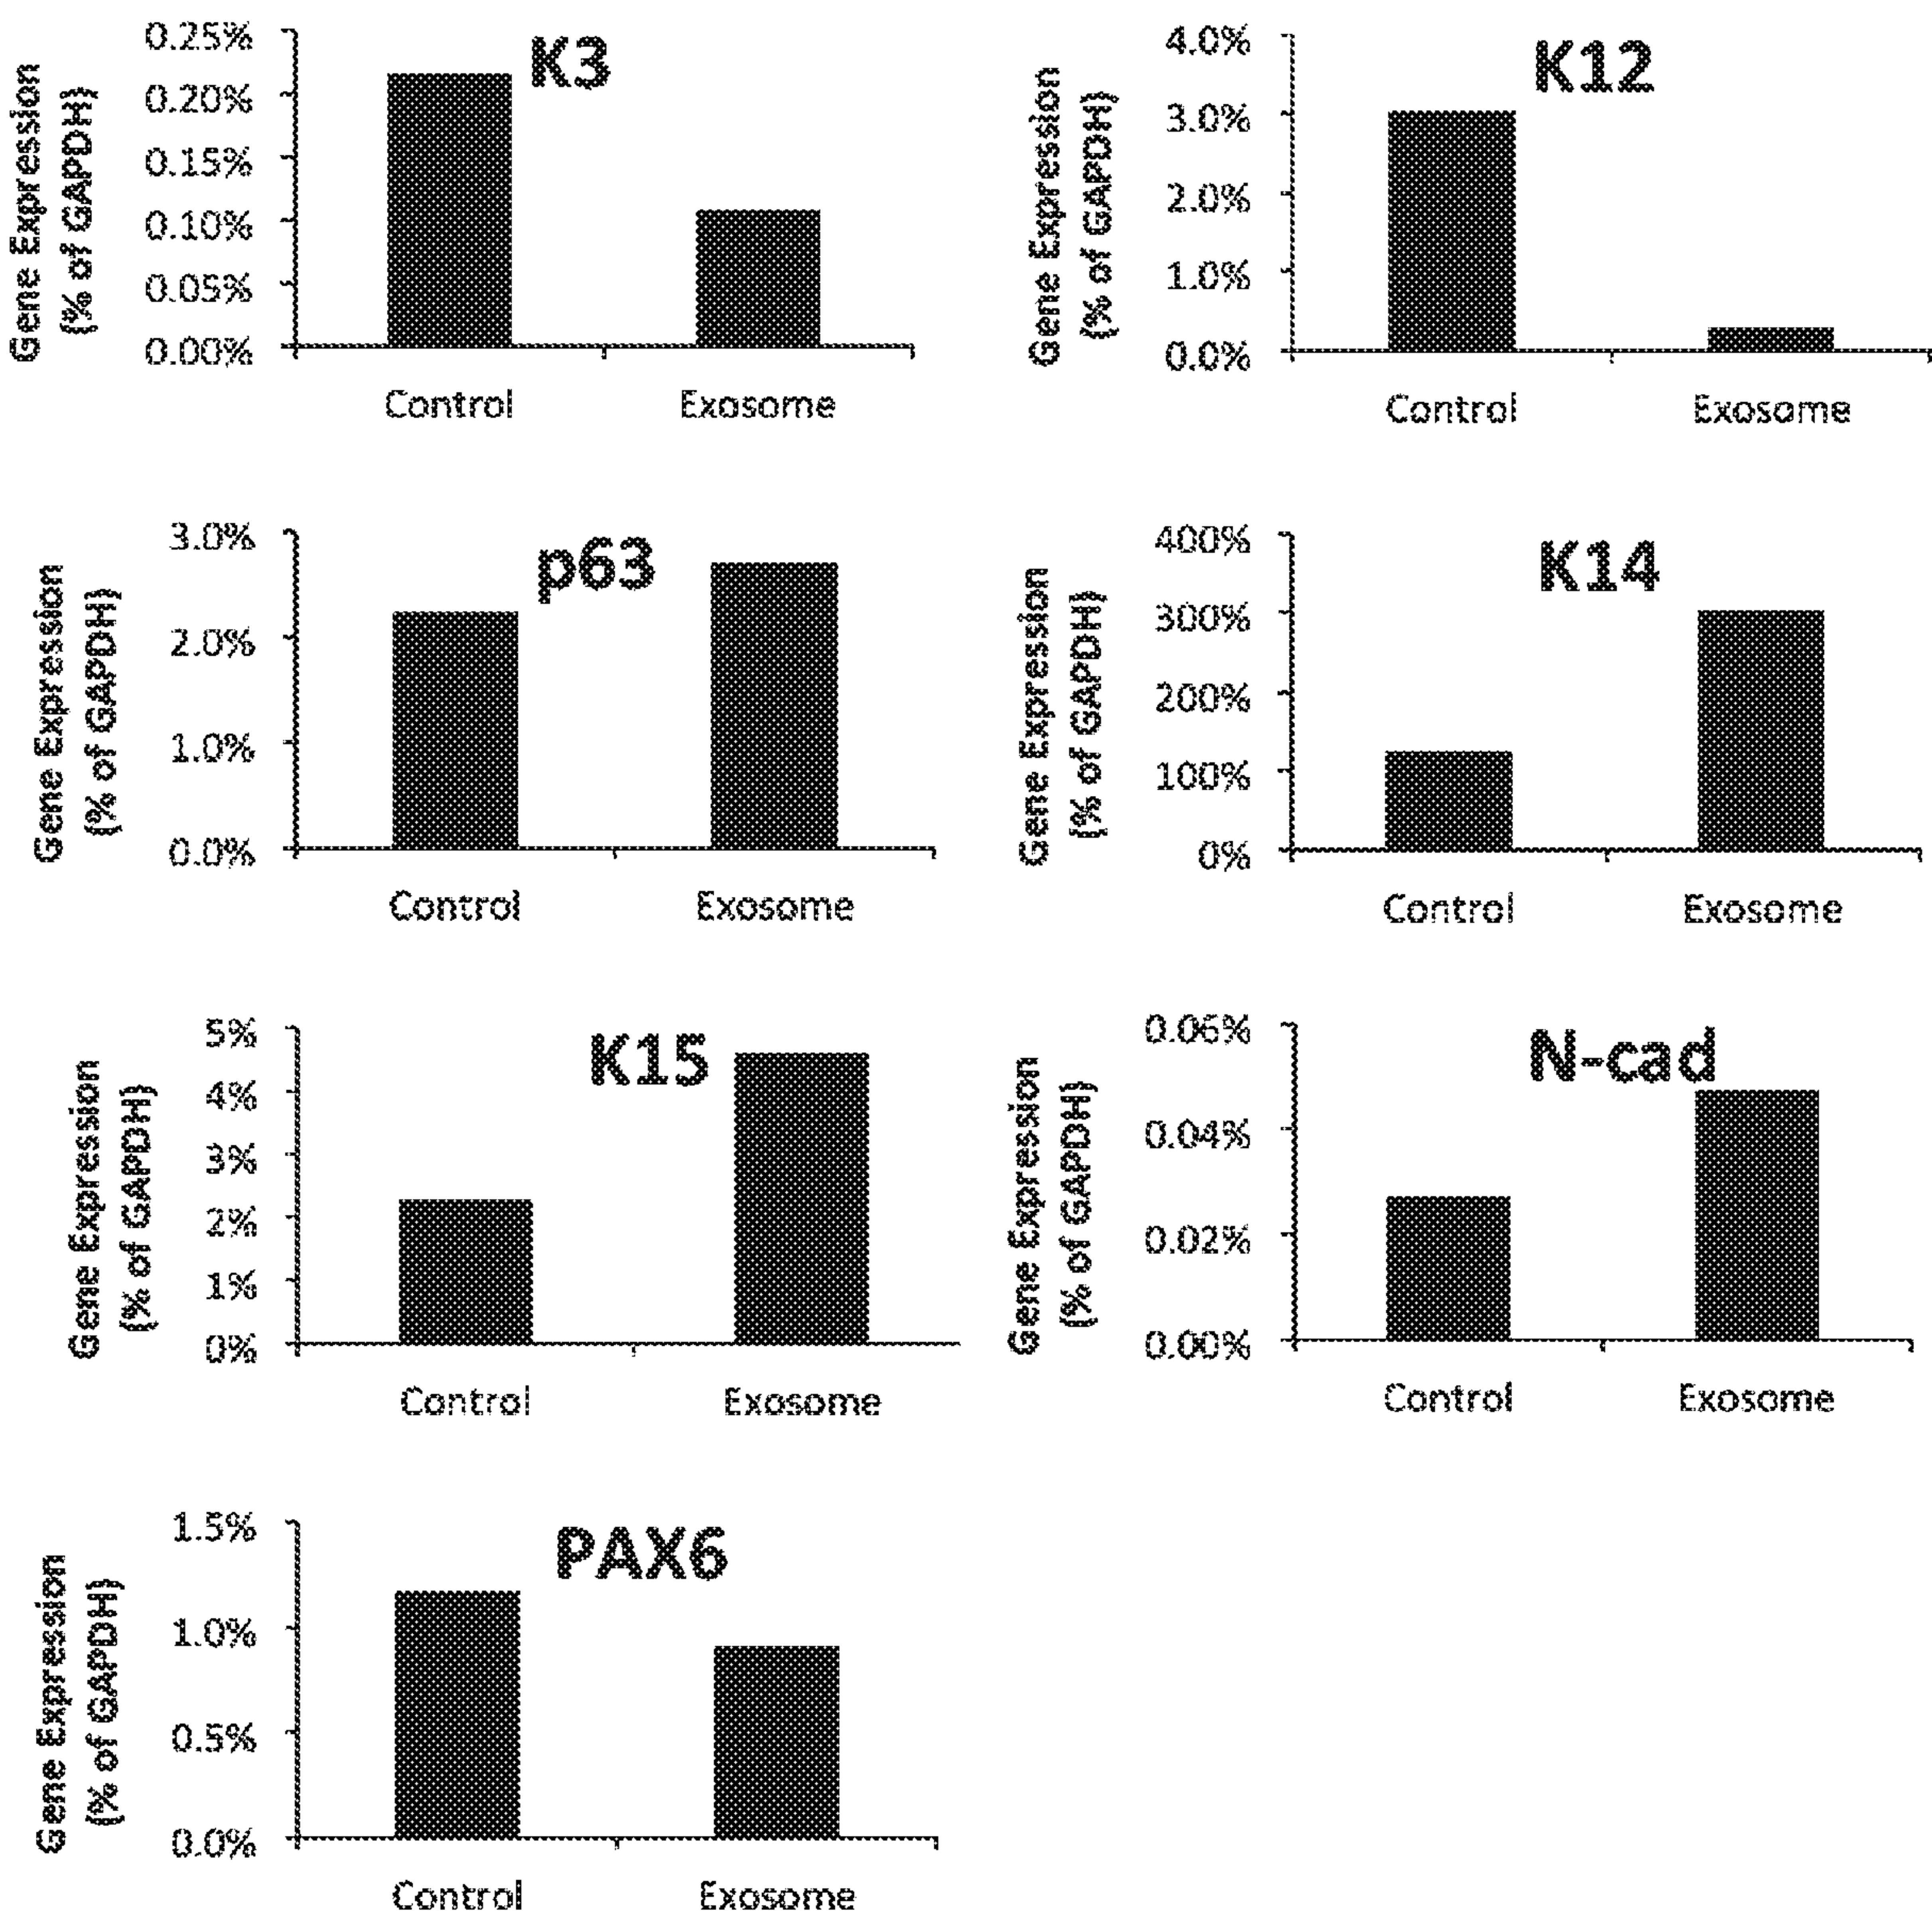 K3
Gene Expression
(% of GAPDH)
0.25%
0.20%
0.15%
0.10%
0.05%
0.00%
Control Exosome
K12
Gene Expression
(% of GAPDH)
4.0%
3.0%
2.0%
1.0%
0.0%
Control Exosome
p63
Gene Expression
(% of GAPDH)
3.0%
2.0%
1.0%
0.0%
Control Exosome
K14
Gene Expression
(% of GAPDH)
400%
300%
200%
100%
0%
Control Exosome
K15
Gene Expression
(% of GAPDH)
5%
4%
3%
2%
1%
0%
Control Exosome
N-cad
Gene Expression
(% of GAPDH)
0.06%
0.04%
0.02%
0.00%
Control Exosome
PAX6
Gene Expression
(% of GAPDH)
1.5%
1.0%
0.5%
0.0%
Control Exosome